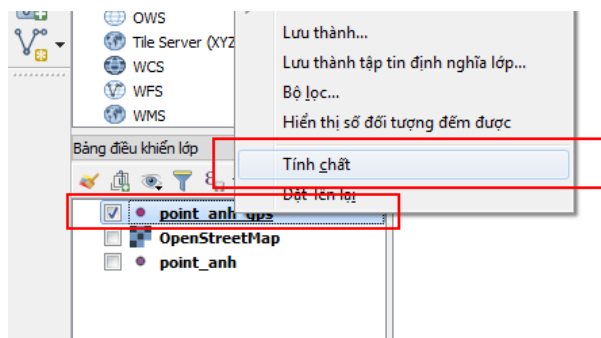 OWS
Tile Server (XYZ
WCS
WFS
WMS
Lưu thành...
Lưu thành tập tin định nghĩa lớp...
Bộ lọc...
Hiển thị số đối tượng đếm được
Tính chất
Đặt tên lại
Bảng điều khiển lớp
point_anh_gps
OpenStreetMap
point_anh